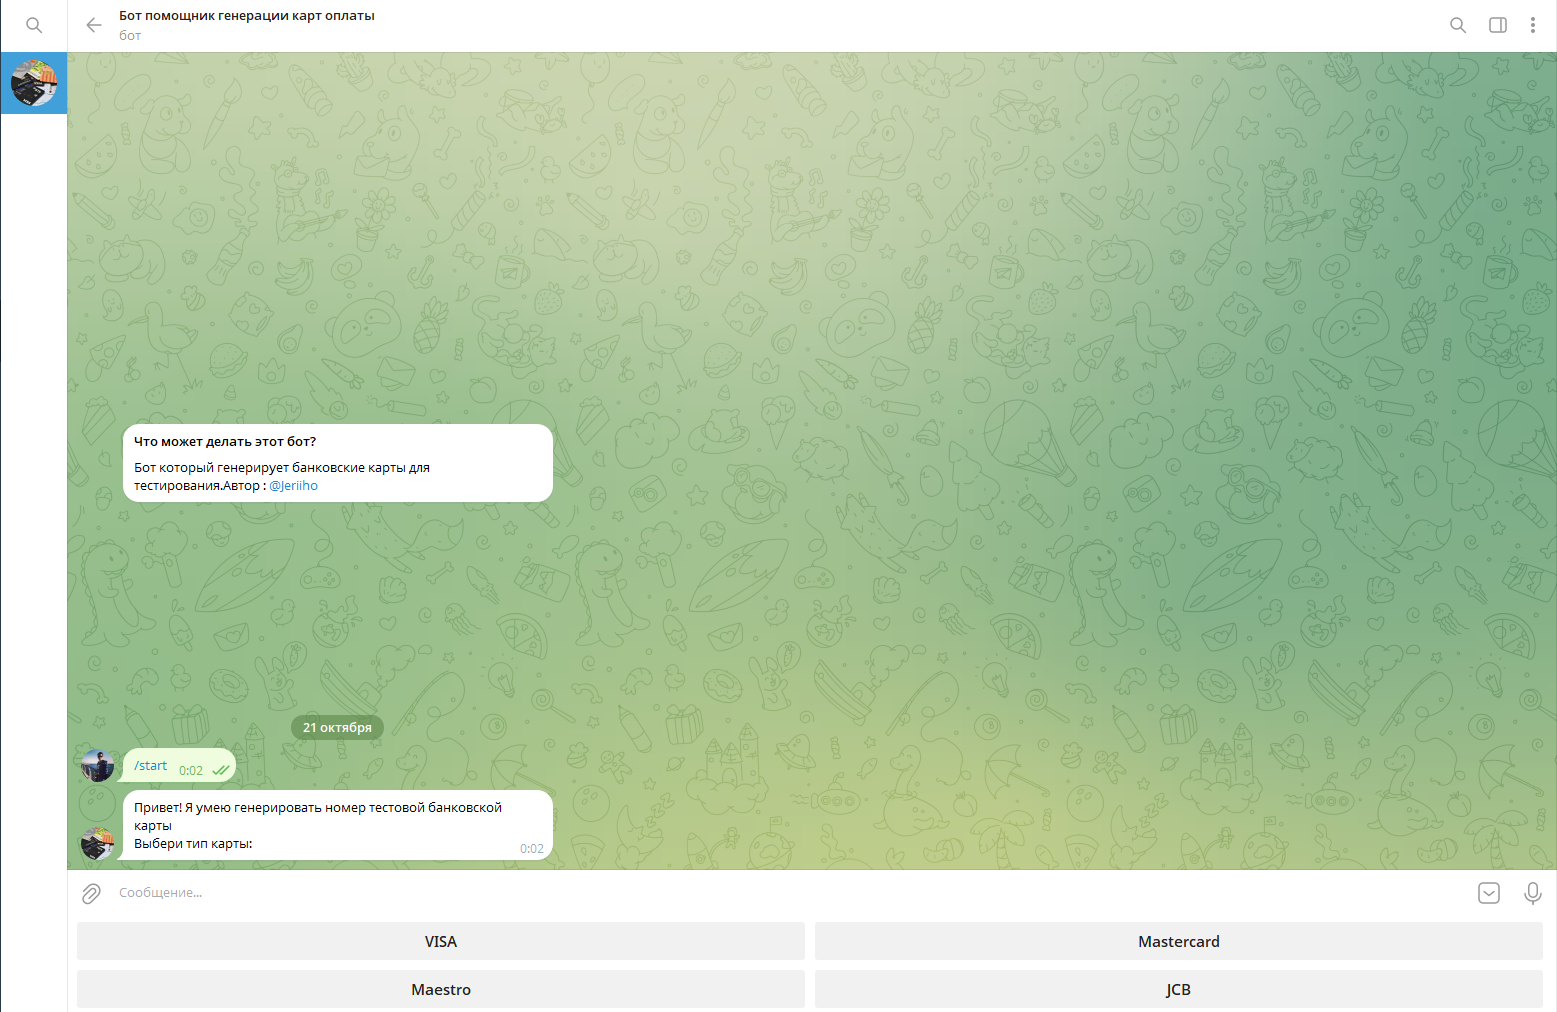 Бот помощник генерации карт оплаты
бот
Что может делать этот бот?
Бот который генерирует банковские карты для
тестирования.Автор : @Jeriiho
21 октября
/start 0:02
Привет! Я умею генерировать номер тестовой банковской
карты
Выбери тип карты:
0:02
Сообщение...
VISA
Mastercard
Maestro
JCB